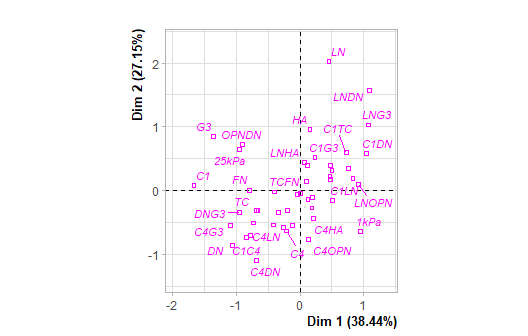 Dim 2 (27.15%)
2
1
0
-1
LN
LNDN
LNG3
HA
G3
OPNDN
C1TC
C1DN
LNHA
C1G3
25kPa
C1
FN
TCFN
C1LN
LNOPN
TC
DNG3
1kPa
C4G3
C4LN
C4HA
DN
C1C4
C4
C4OPN
C4DN
-2
-1
0
1
Dim 1 (38.44%)